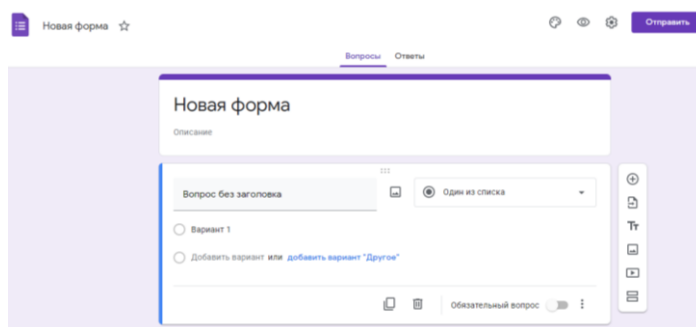 Новая форма
Отправить
Вопросы Ответы
Новая форма
Описание
Вопрос без заголовка
Один из списка
Вариант 1
Добавить вариант или добавить вариант "Другое"
Обязательный вопрос
Тт